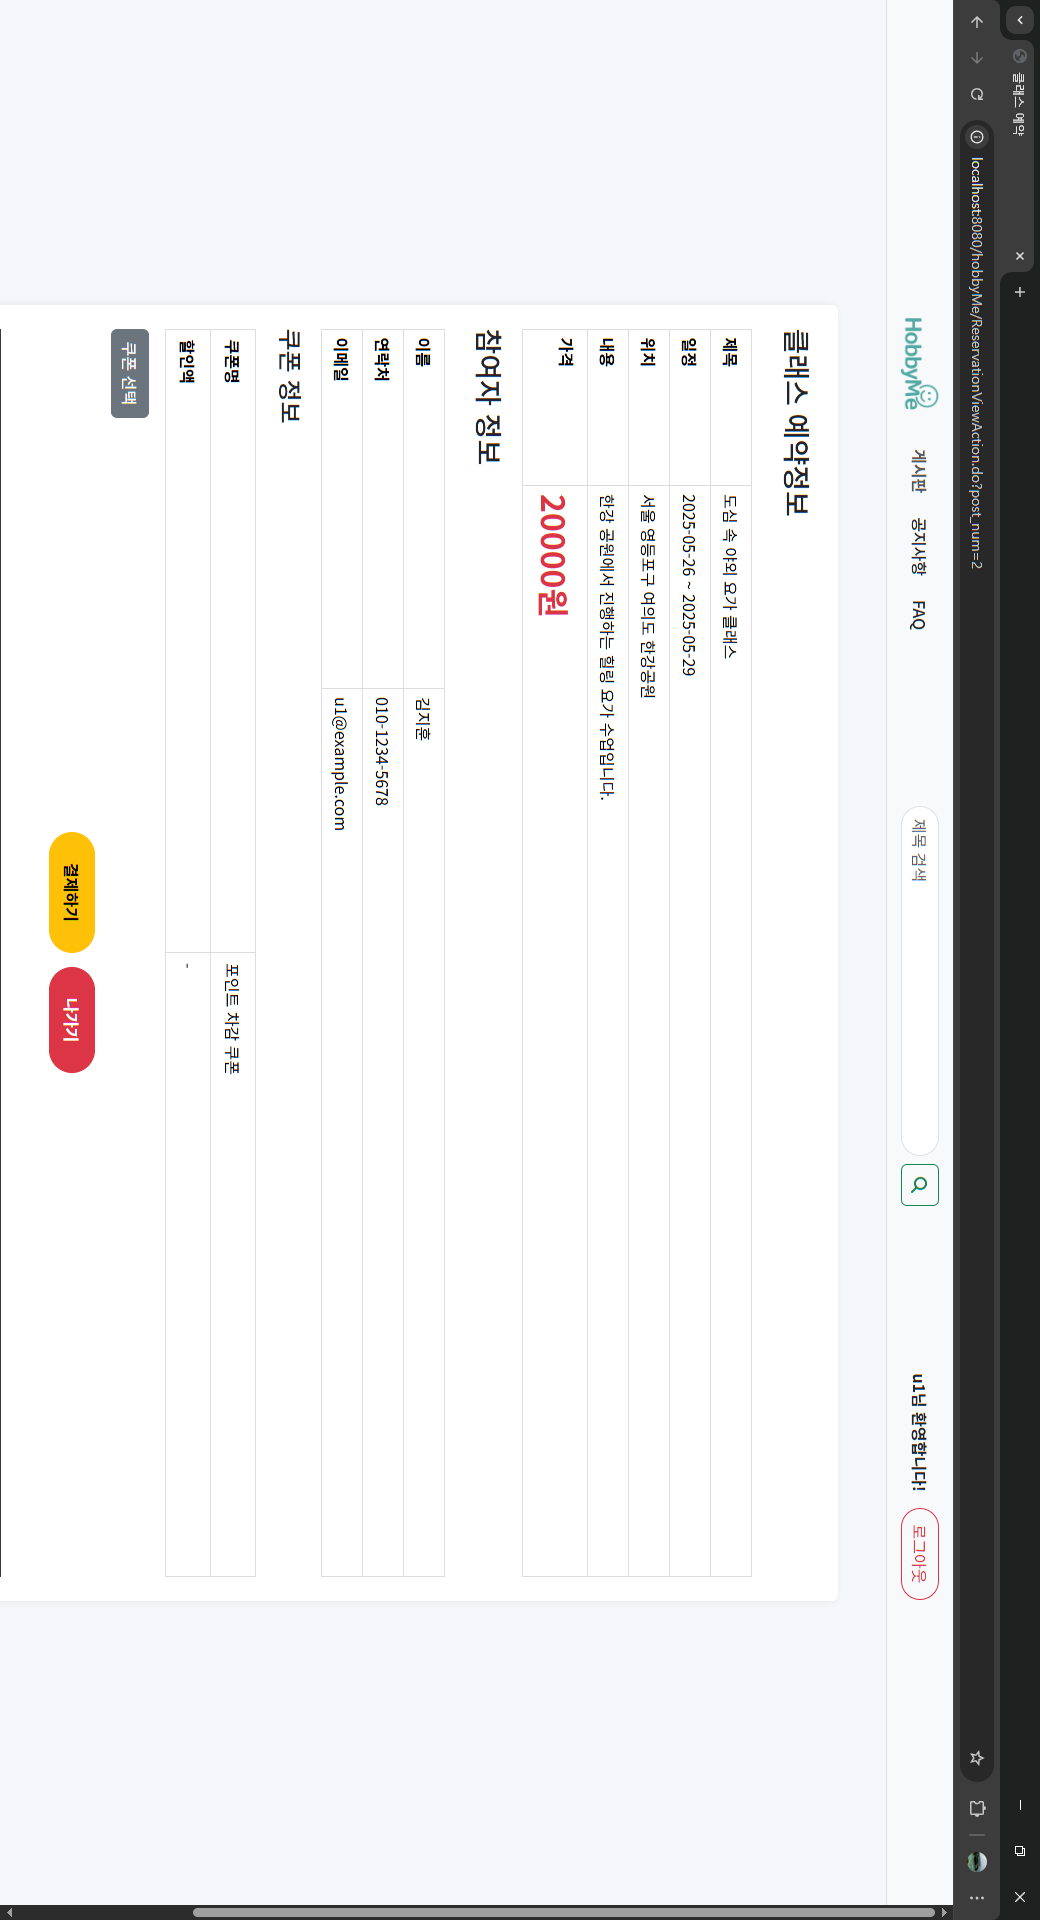 클래스 예약
localhost:8080/hobbyMe/ReservationViewAction.do?post_num=2
HobbyMe 게시판 공지사항 FAQ 제목 검색 u1님 환영합니다! 로그아웃
클래스 예약정보
제목 도심 속 야외 요가 클래스
일정 2025-05-26 ~ 2025-05-29
위치 서울 영등포구 여의도 한강공원
내용 한강 공원에서 진행하는 힐링 요가 수업입니다.
가격 20000원
참여자 정보
이름 김지훈
연락처 010-1234-5678
이메일 u1@example.com
쿠폰 정보
쿠폰명 포인트 차감 쿠폰
할인액 -
쿠폰 선택
결제하기 나가기